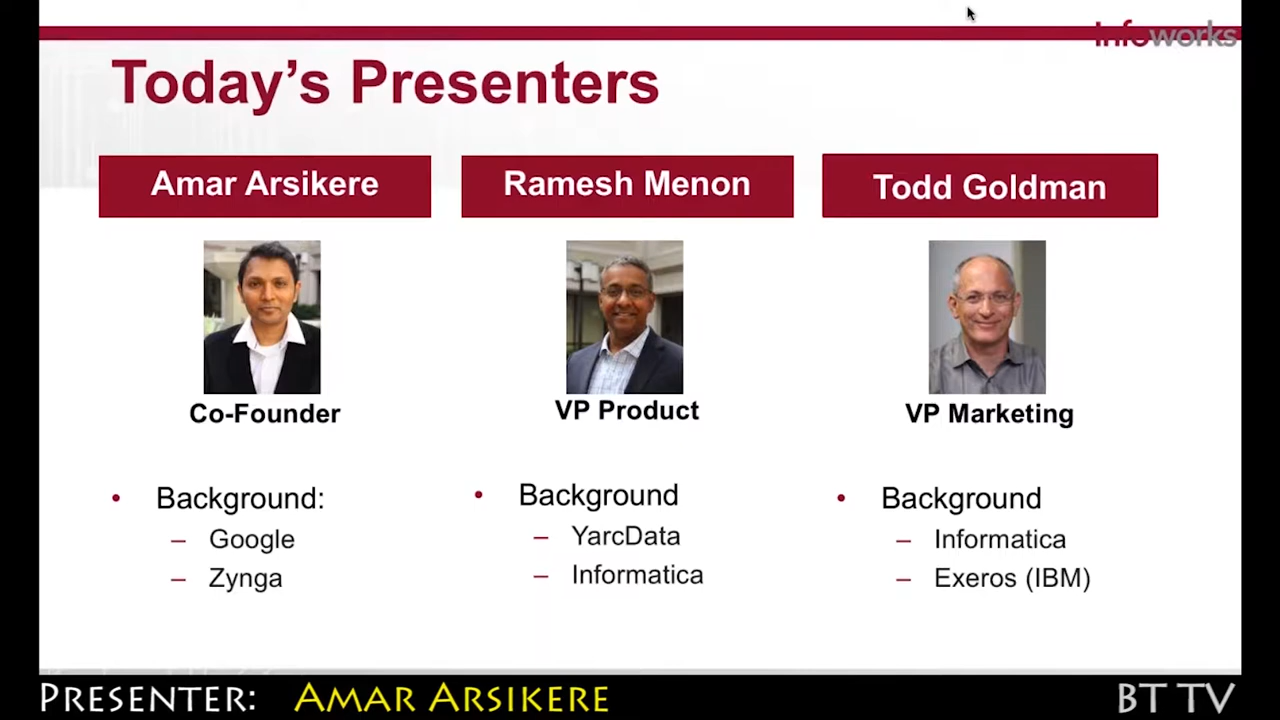 Infoworks
Today's Presenters
Amar Arsikere
Co-Founder
• Background:
– Google
– Zynga
Ramesh Menon
VP Product
• Background
– YarcData
– Informatica
Todd Goldman
VP Marketing
• Background
– Informatica
– Exeros (IBM)
PRESENTER: AMAR ARSIKERE
BT TV